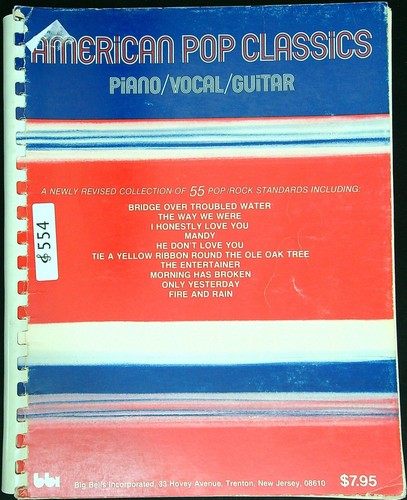 AMERICAN POP CLASSICS
PIANO/VOCAL/GUITAR
A NEWLY REVISED COLLECTION OF 55 POP/ROCK STANDARDS INCLUDING:
BRIDGE OVER TROUBLED WATER
THE WAY WE WERE
I HONESTLY LOVE YOU
MANDY
HE DON'T LOVE YOU
TIE A YELLOW RIBBON ROUND THE OLE OAK TREE
THE ENTERTAINER
MORNING HAS BROKEN
ONLY YESTERDAY
FIRE AND RAIN
554
bbi
Big Bells Incorporated, 33 Hovey Avenue, Trenton, New Jersey, 08610
$7.95